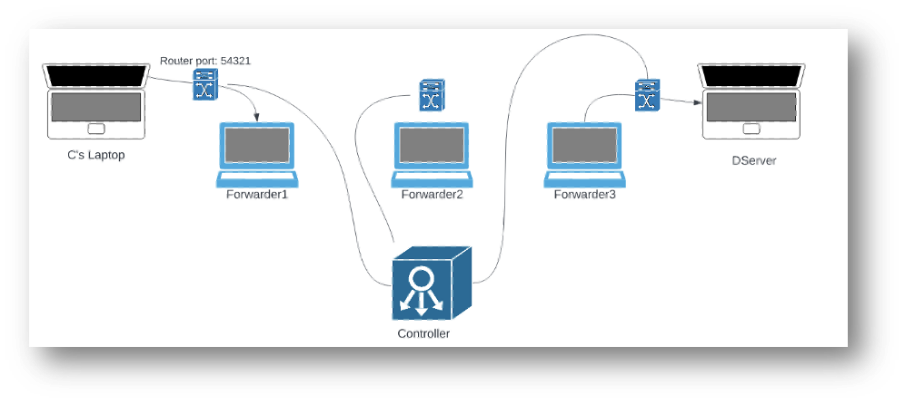 Router port: 54321
C's Laptop
Forwarder1
Forwarder2
Forwarder3
DServer
Controller